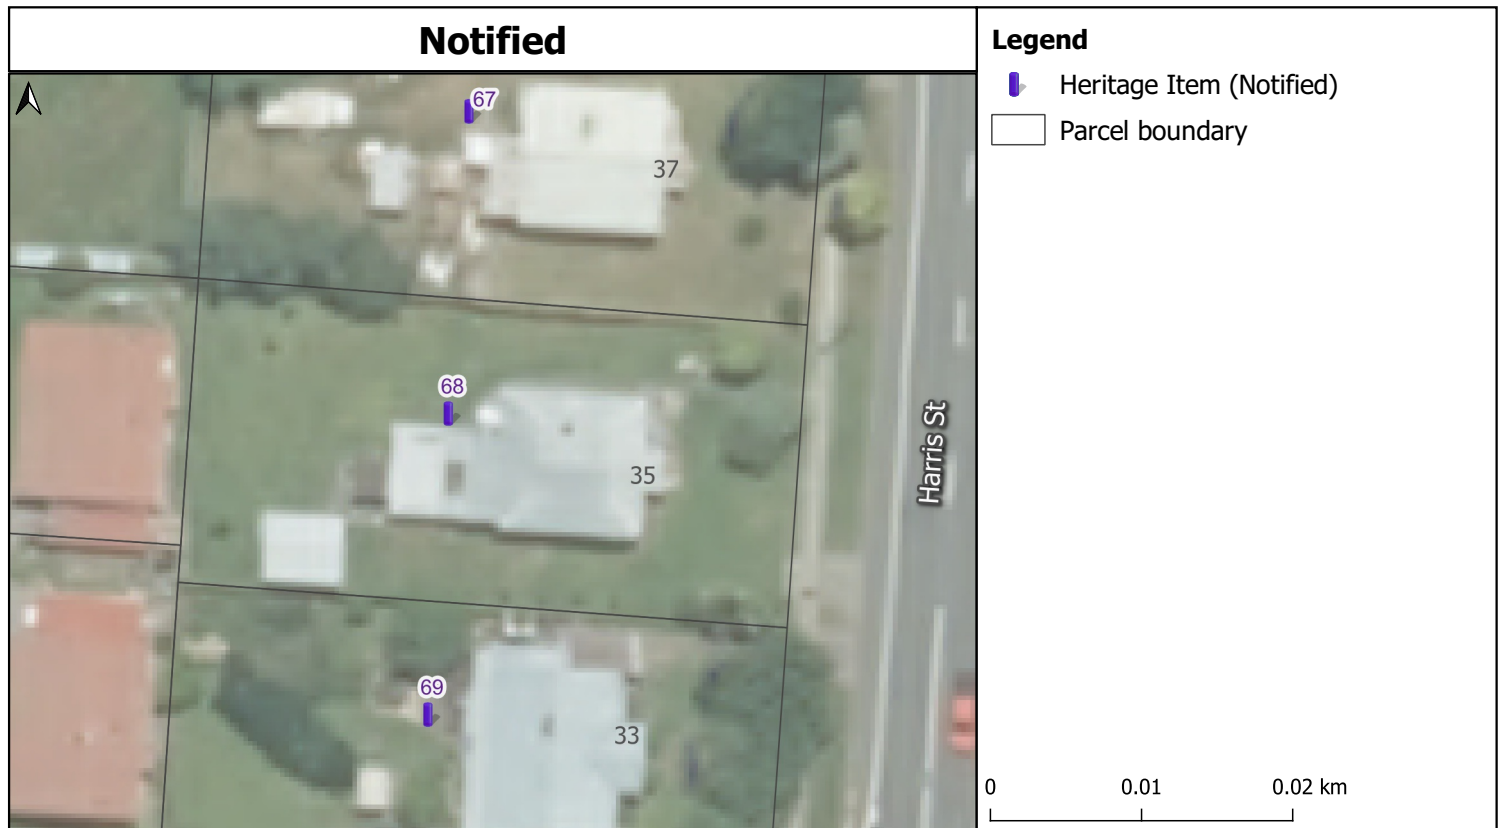 Notified
67
37
68
35
Harris St
69
33
Legend
Heritage Item (Notified)
Parcel boundary
0 0.01 0.02 km